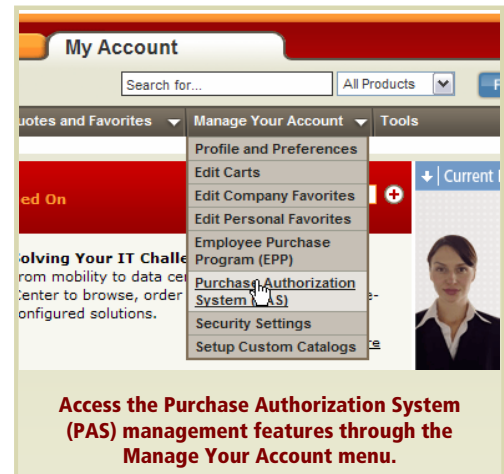 My Account
Search for...
All Products
uotes and Favorites
Manage Your Account
Tools
Profile and Preferences
Edit Carts
Edit Company Favorites
Edit Personal Favorites
Employee Purchase
Program (EPP)
Purchase Authorization
System (PAS)
Security Settings
Setup Custom Catalogs
Current
ed On
olving Your IT Challe
rom mobility to data cen
Center to browse, order
e-
onfigured solutions.
re
Access the Purchase Authorization System
(PAS) management features through the
Manage Your Account menu.